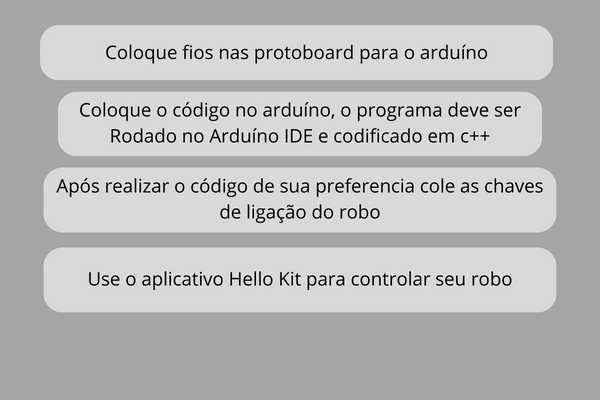 Coloque fios nas protoboard para o arduíno
Coloque o código no arduíno, o programa deve ser
Rodado no Arduíno IDE e codificado em c++
Após realizar o código de sua preferencia cole as chaves
de ligação do robo
Use o aplicativo Hello Kit para controlar seu robo